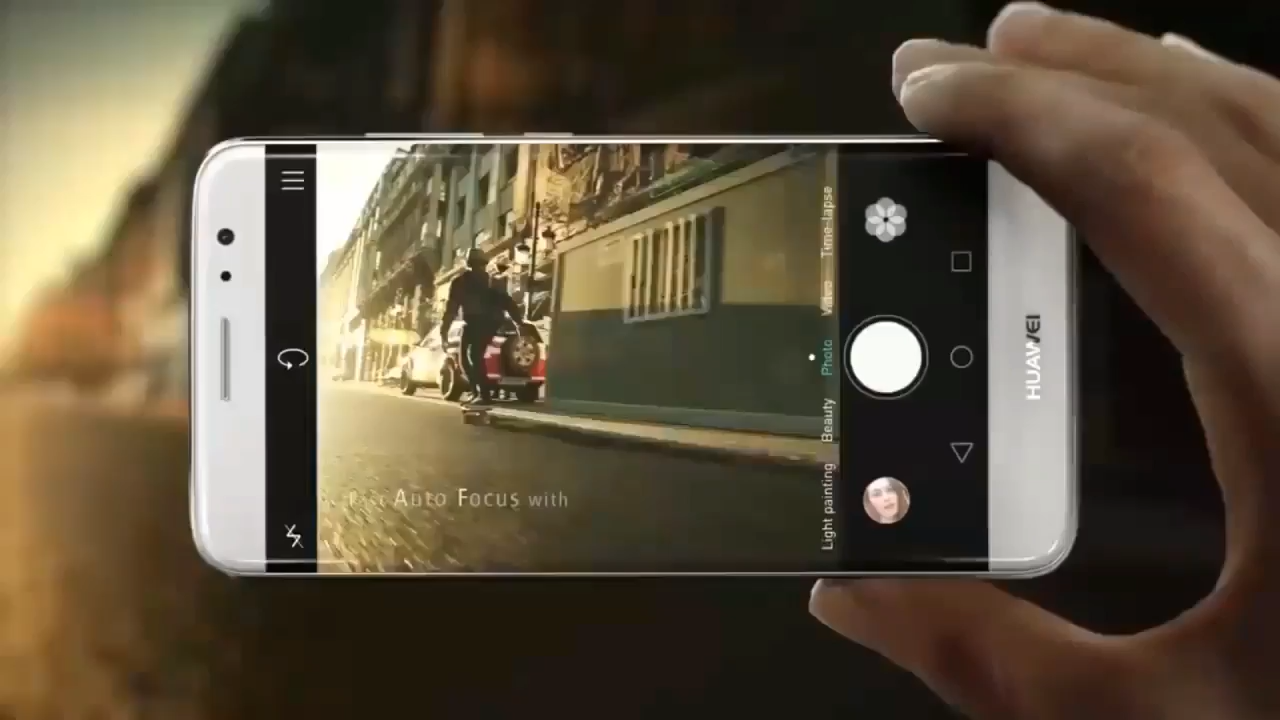 Time-lapse
Video
Photo
Beauty
Light painting
HUAWEI
Auto Focus with